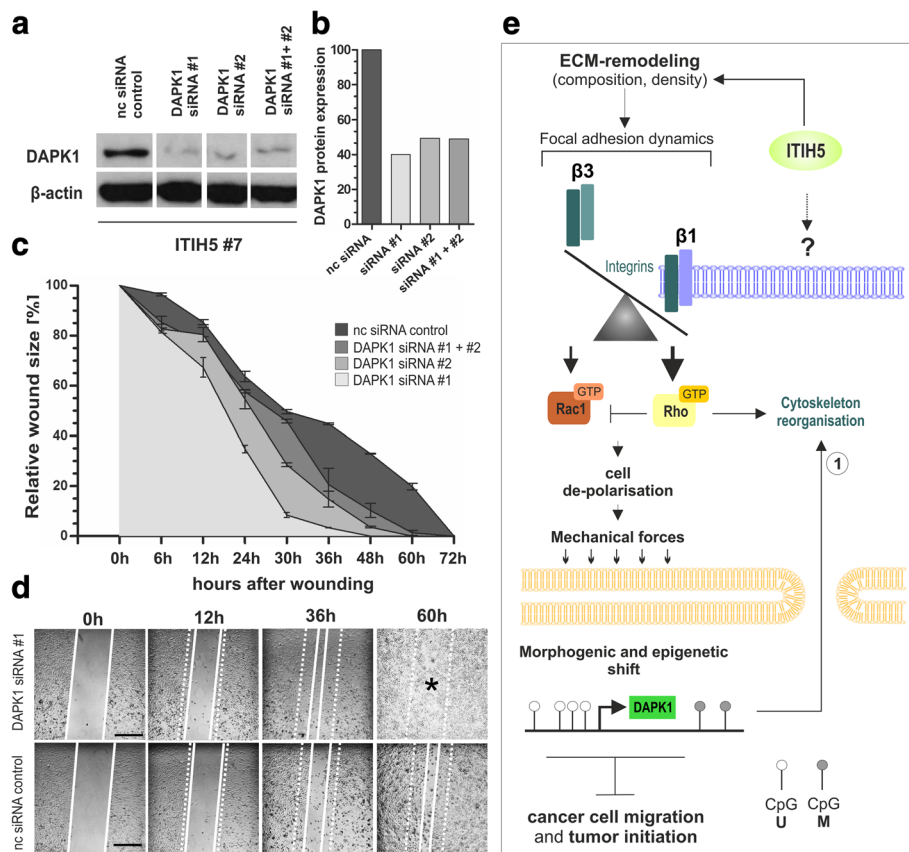 a
nc siRNA
control
DAPK1
siRNA #1
DAPK1
siRNA #2
DAPK1
siRNA #1+ #2
DAPK1
β-actin
ITIH5 #7
b
DAPK1 protein expression
100
80
60
40
20
0
nc siRNA
siRNA #1
siRNA #2
siRNA #1 + #2
c
Relative wound size [%]
100
80
60
40
20
0
nc siRNA control
DAPK1 siRNA #1 + #2
DAPK1 siRNA #2
DAPK1 siRNA #1
0h 6h 12h 24h 30h 36h 48h 60h 72h
hours after wounding
d
0h 12h 36h 60h
DAPK1 siRNA #1
*
nc siRNA control
e
ECM-remodeling
(composition, density)
Focal adhesion dynamics
ITIH5
β3
β1
?
Integrins
GTP
Rac1
GTP
Rho
Cytoskeleton
reorganisation
1
cell
de-polarisation
Mechanical forces
Morphogenic and epigenetic
shift
DAPK1
cancer cell migration
and tumor initiation
CpG CpG
U M